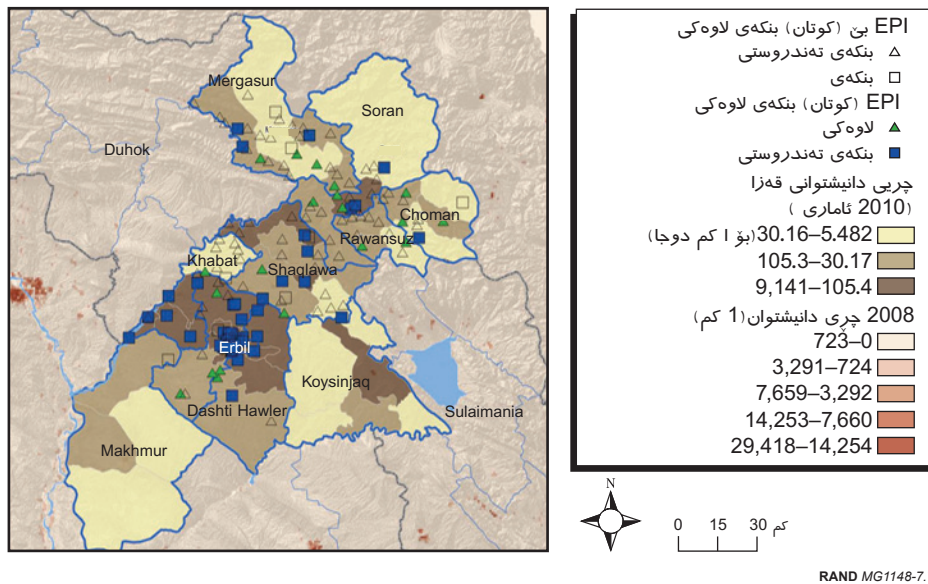 Mergasur
Soran
Duhok
Choman
Rawansuz
Khabat
Shaqlawa
Erbil
Koysinjaq
Dashti Hawler
Sulaimania
Makhmur
EPI بێ (کوتان) بنکەی لاوەکی
بنکەی تەندروستی
بنکەی
EPI (کوتان) بنکەی لاوەکی
لاوەکی
بنکەی تەندروستی
چریی دانیشتوانی قەزا
(2010 ئاماری )
30.16–5.482(بۆ ١ کم دوجا)
105.3–30.17
9,141–105.4
2008 چری دانیشتوان(1 کم)
723–0
3,291–724
7,659–3,292
14,253–7,660
29,418–14,254
N
0 15 30 کم
RAND MG1148-7.